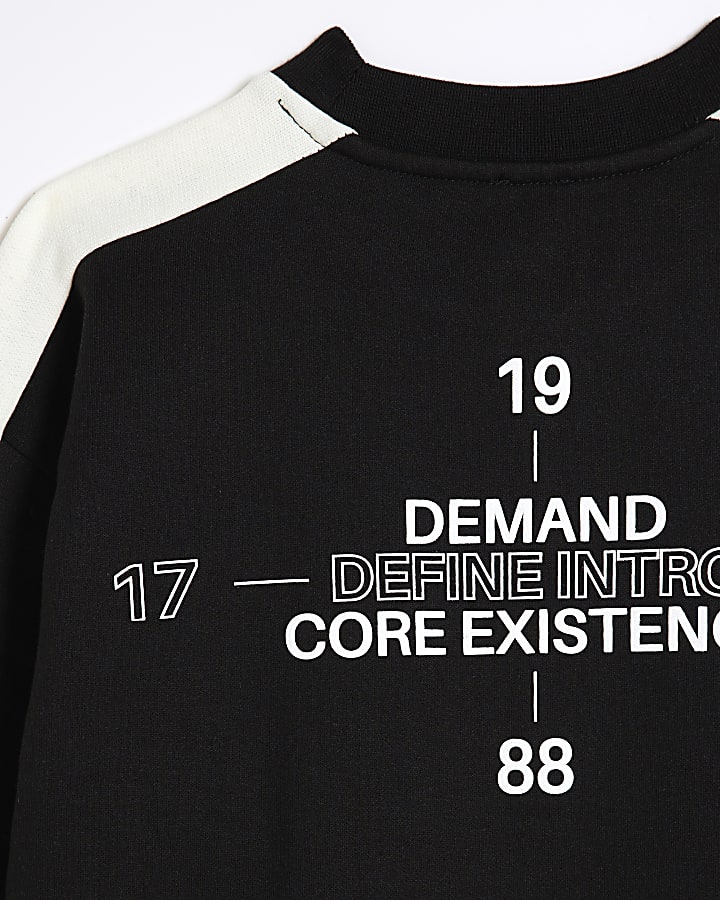 19
DEMAND
17 — DEFINE INTRO
CORE EXISTENC
88